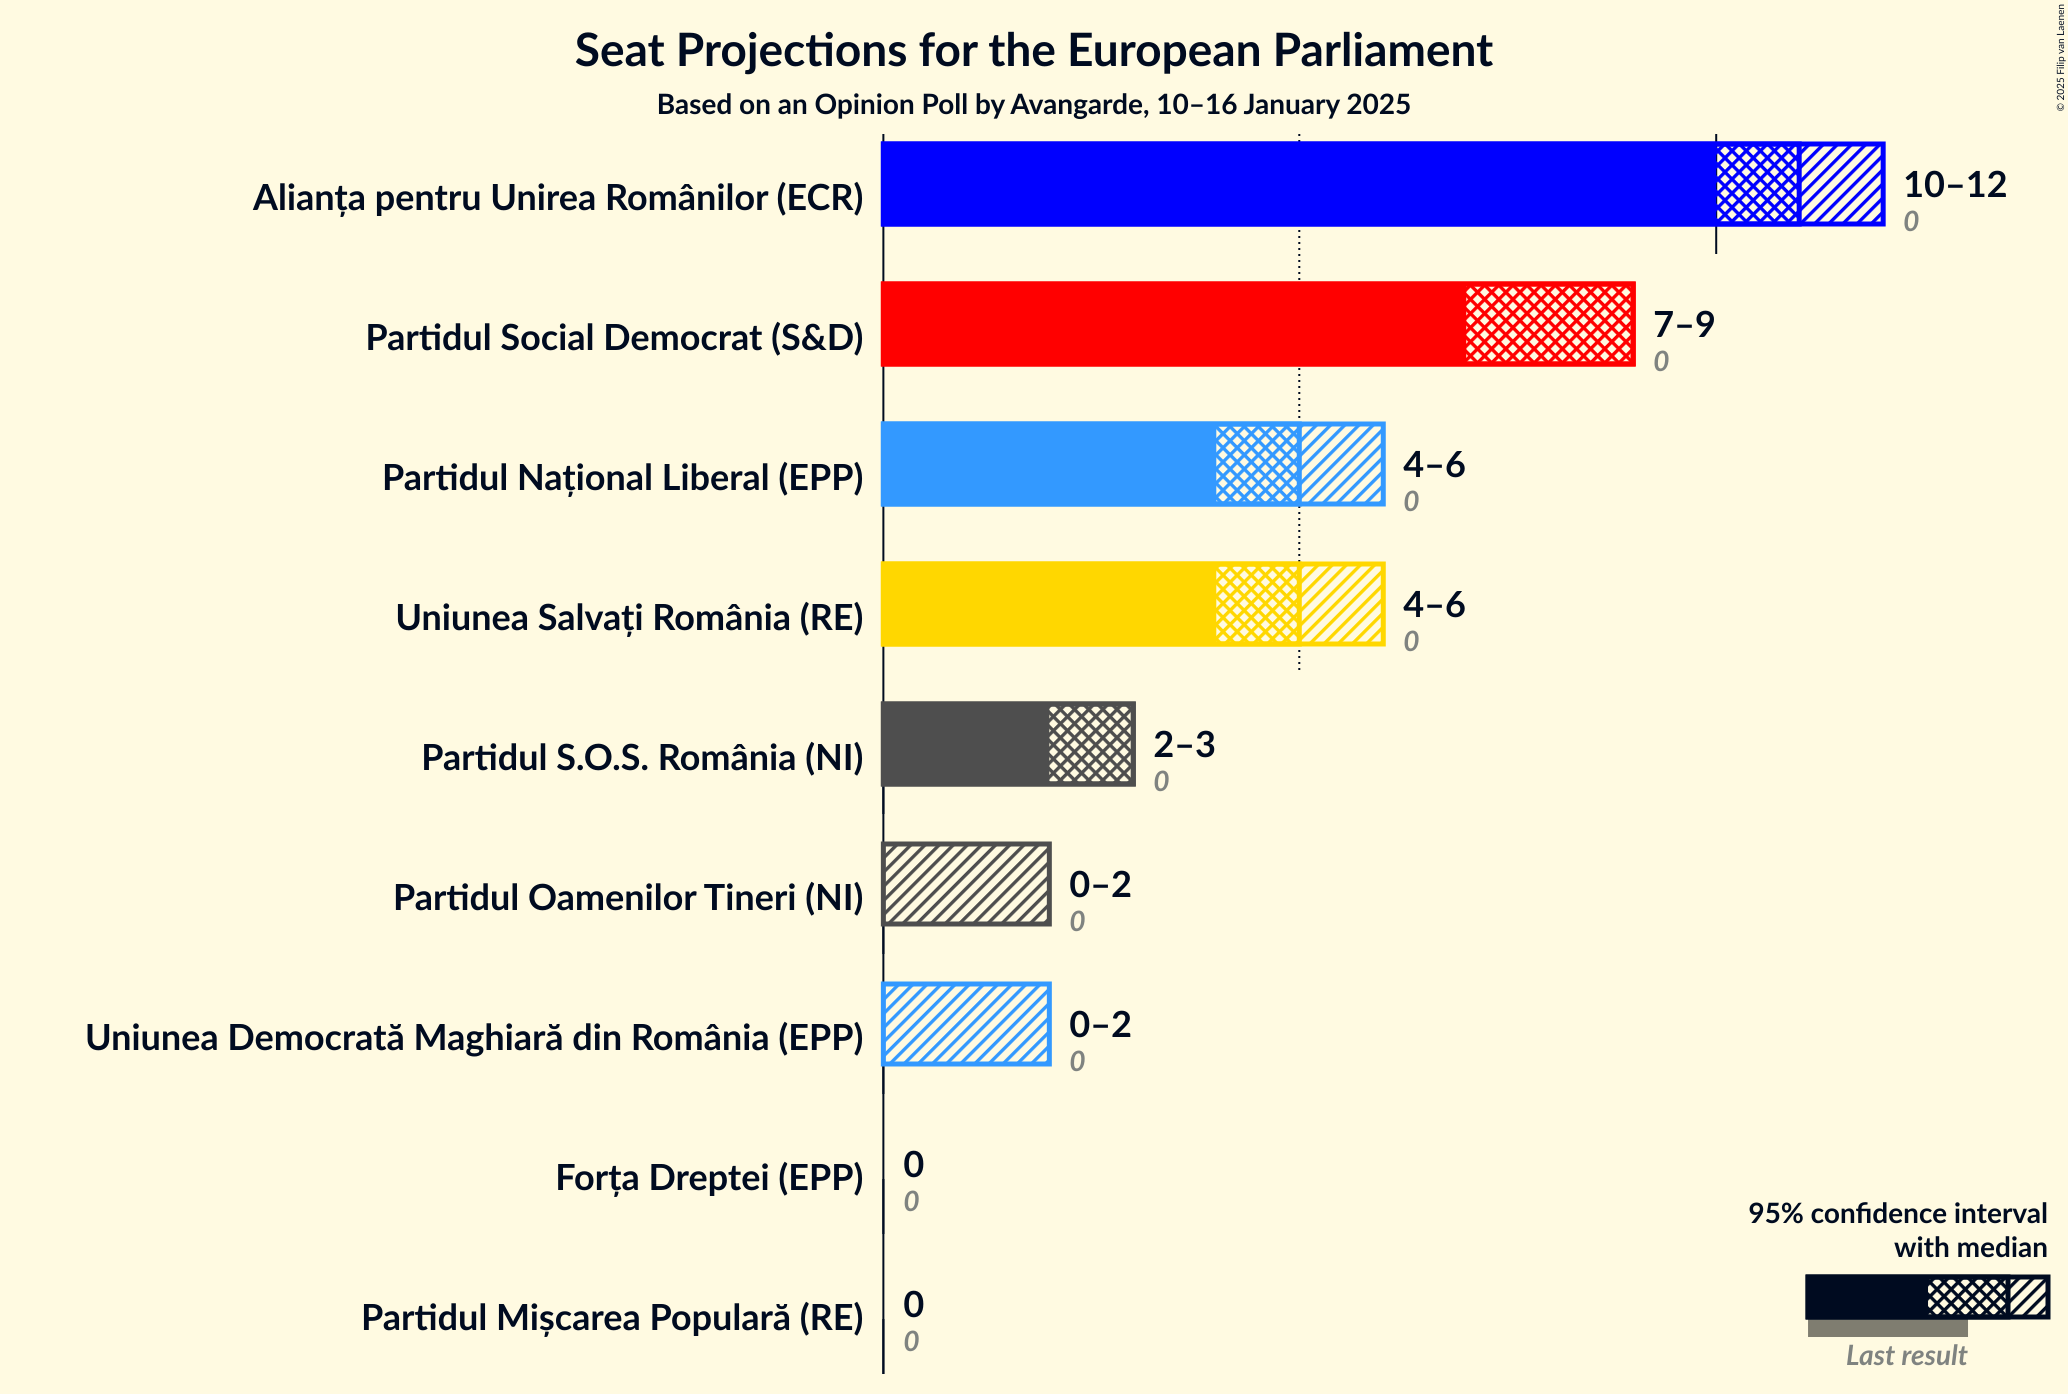 Seat Projections for the European Parliament
Based on an Opinion Poll by Avangarde, 10–16 January 2025
© 2025 Filip van Laenen
Alianța pentru Unirea Românilor (ECR)
10–12
0
Partidul Social Democrat (S&D)
7–9
0
Partidul Național Liberal (EPP)
4–6
0
Uniunea Salvați România (RE)
4–6
0
Partidul S.O.S. România (NI)
2–3
0
Partidul Oamenilor Tineri (NI)
0–2
0
Uniunea Democrată Maghiară din România (EPP)
0–2
0
Forța Dreptei (EPP)
0
0
Partidul Mișcarea Populară (RE)
0
0
95% confidence interval
with median
Last result